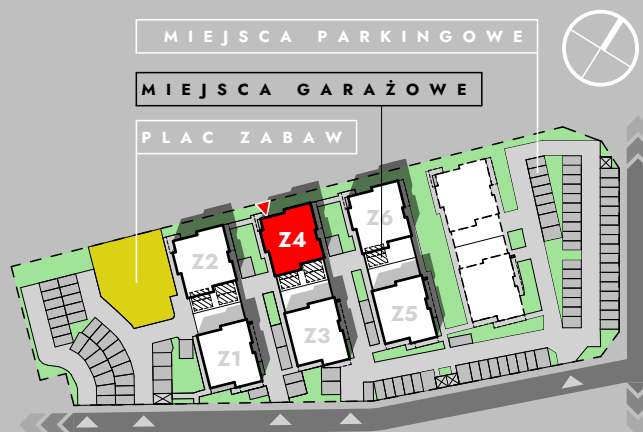 MIEJSCA PARKINGOWE
MIEJSCA GARAŻOWE
PLAC ZABAW
Z6
Z4
Z2
Z5
Z3
Z1